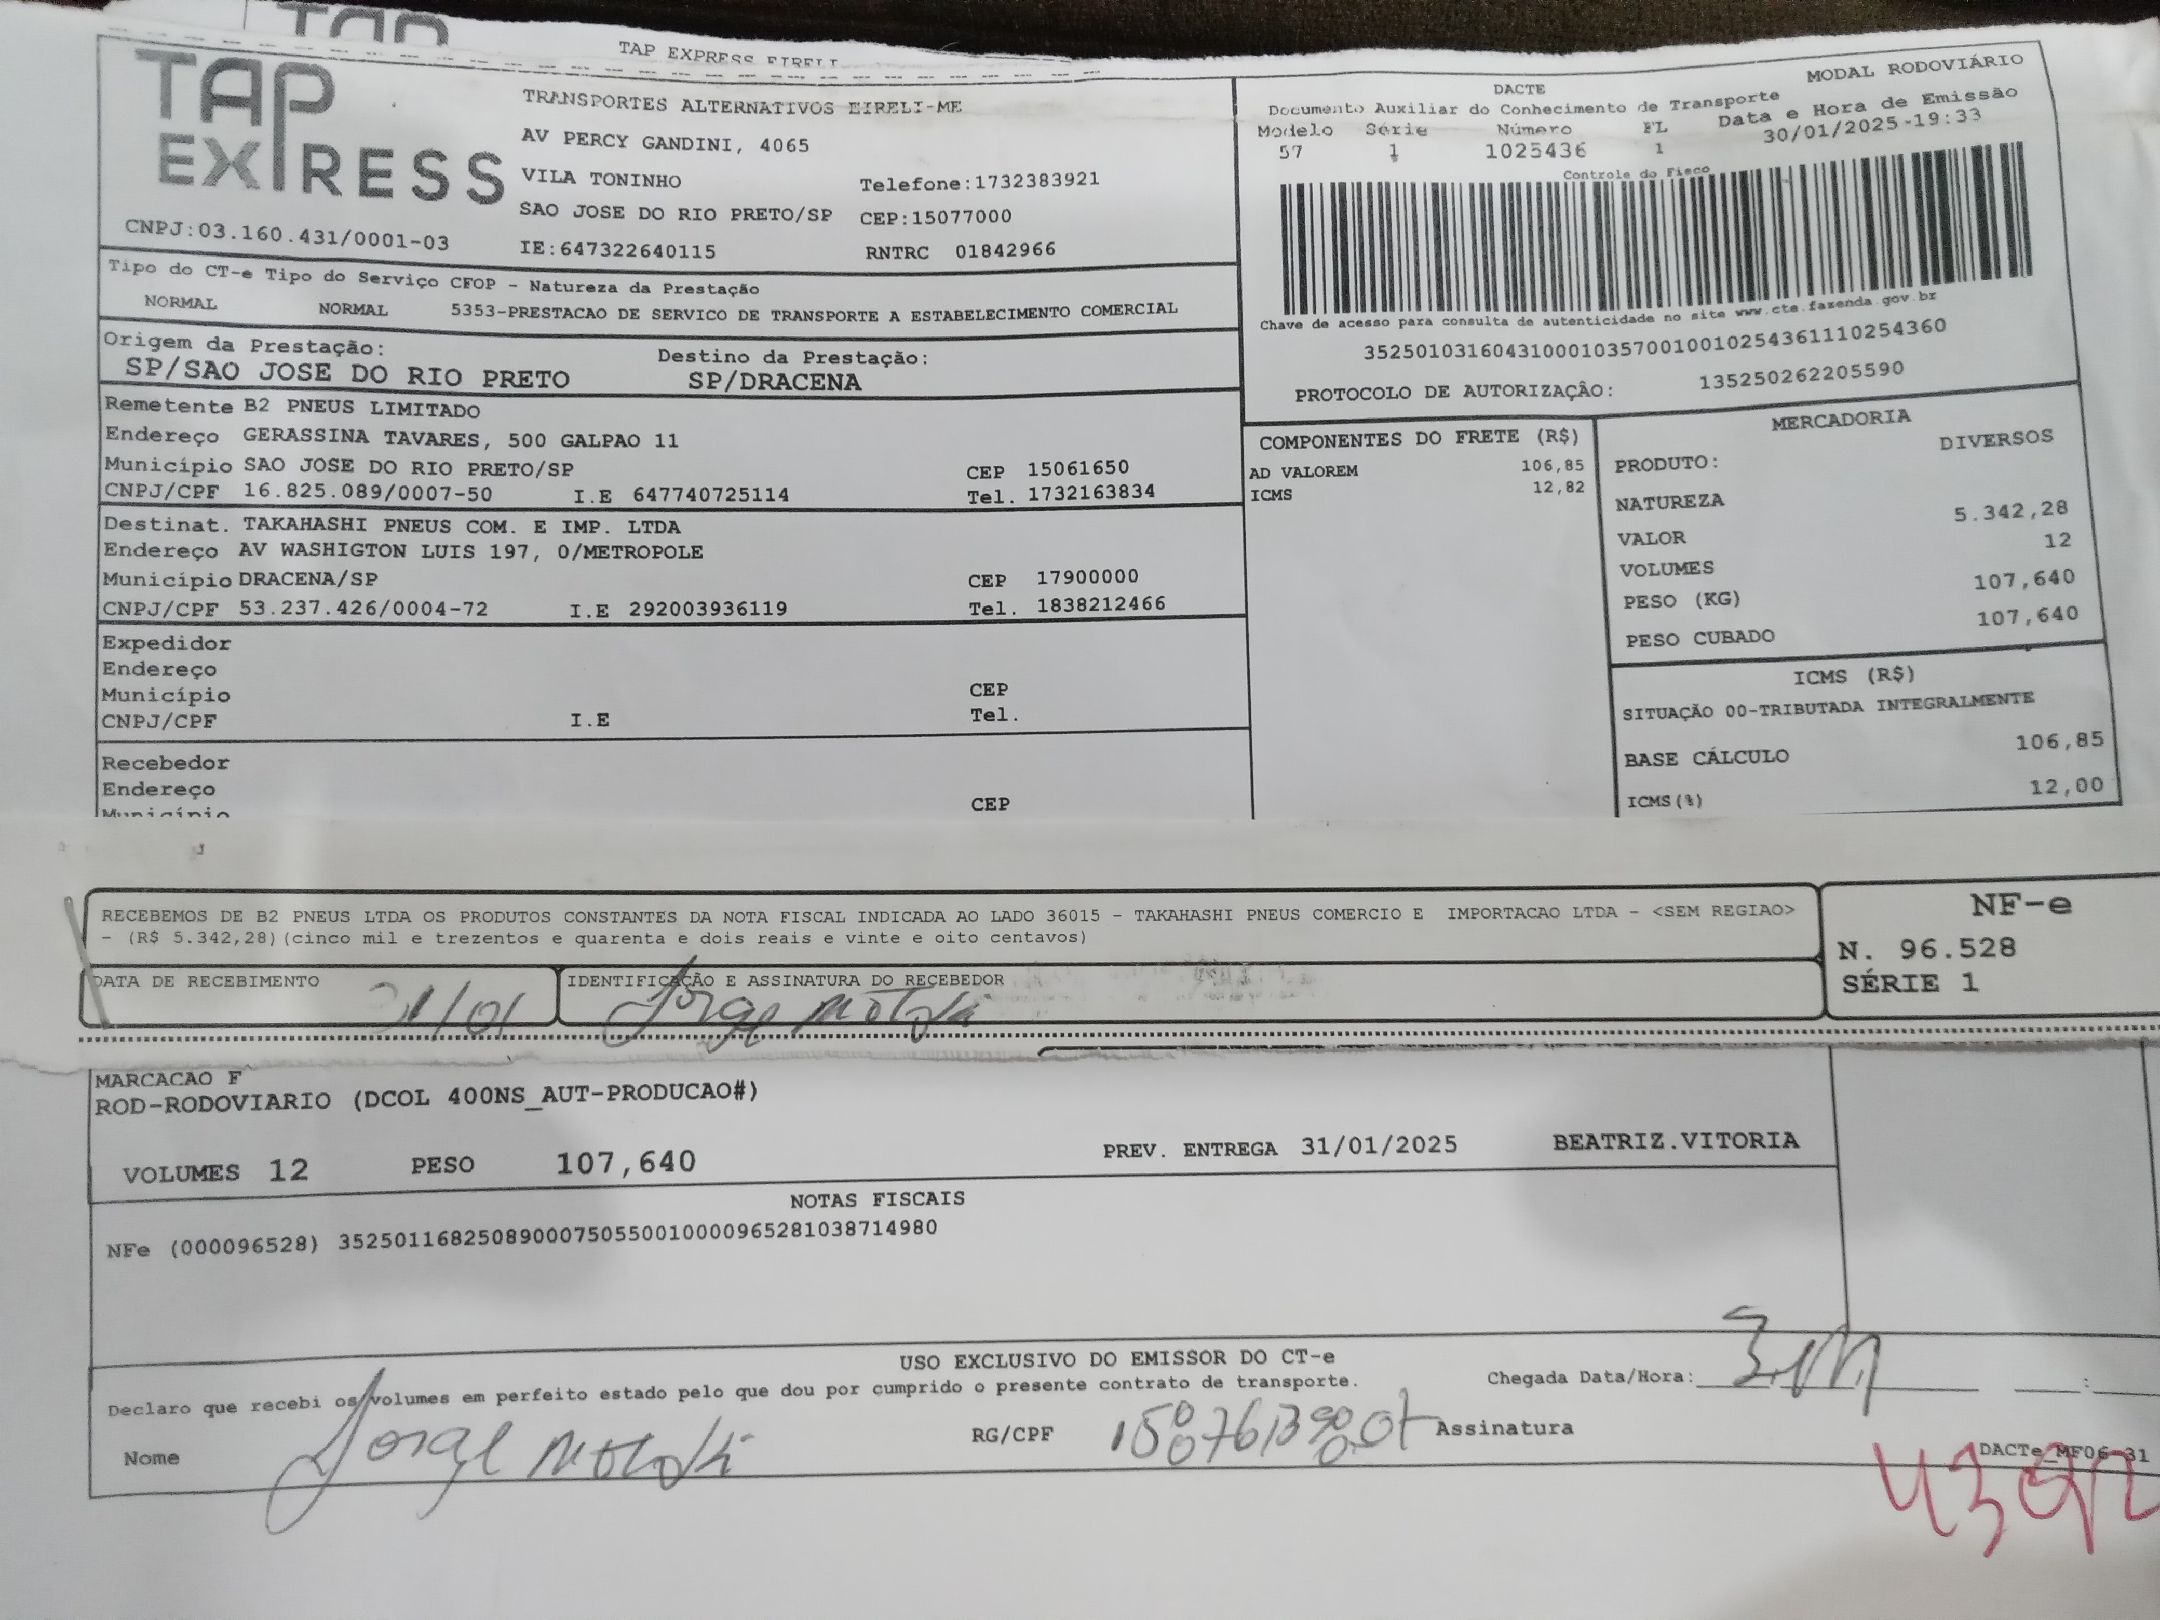 TAP EXPRESS EIRELI
TAP EXPRESS
TRANSPORTES ALTERNATIVOS EIRELI-ME
AV PERCY GANDINI, 4065
VILA TONINHO Telefone:1732383921
SAO JOSE DO RIO PRETO/SP CEP:15077000
CNPJ:03.160.431/0001-03 IE:647322640115 RNTRC 01842966
DACTE MODAL RODOVIÁRIO
Documento Auxiliar do Conhecimento de Transporte
Modelo Série Número FL Data e Hora de Emissão
57 1 1025436 1 30/01/2025-19:33
Controle do Fisco
Chave de acesso para consulta de autenticidade no site www.cte.fazenda.gov.br
35250103160431000103570010010254361110254360
PROTOCOLO DE AUTORIZAÇÂO: 135250262205590
Tipo do CT-e Tipo do Serviço CFOP - Natureza da Prestação
NORMAL NORMAL 5353-PRESTACAO DE SERVICO DE TRANSPORTE A ESTABELECIMENTO COMERCIAL
Origem da Prestação: Destino da Prestação:
SP/SAO JOSE DO RIO PRETO SP/DRACENA
Remetente B2 PNEUS LIMITADO
Endereço GERASSINA TAVARES, 500 GALPAO 11
Município SAO JOSE DO RIO PRETO/SP CEP 15061650
CNPJ/CPF 16.825.089/0007-50 I.E 647740725114 Tel. 1732163834
Destinat. TAKAHASHI PNEUS COM. E IMP. LTDA
Endereço AV WASHIGTON LUIS 197, 0/METROPOLE
Município DRACENA/SP CEP 17900000
CNPJ/CPF 53.237.426/0004-72 I.E 292003936119 Tel. 1838212466
Expedidor
Endereço
Município CEP
CNPJ/CPF I.E Tel.
Recebedor
Endereço
Município CEP
COMPONENTES DO FRETE (R$)
AD VALOREM 106,85
ICMS 12,82
MERCADORIA
PRODUTO: DIVERSOS
NATUREZA
VALOR 5.342,28
VOLUMES 12
PESO (KG) 107,640
PESO CUBADO 107,640
ICMS (R$)
SITUAÇÃO 00-TRIBUTADA INTEGRALMENTE
BASE CÁLCULO 106,85
ICMS(%) 12,00
RECEBEMOS DE B2 PNEUS LTDA OS PRODUTOS CONSTANTES DA NOTA FISCAL INDICADA AO LADO 36015 - TAKAHASHI PNEUS COMERCIO E IMPORTACAO LTDA - <SEM REGIAO>
- (R$ 5.342,28)(cinco mil e trezentos e quarenta e dois reais e vinte e oito centavos)
NF-e
N. 96.528
SÉRIE 1
DATA DE RECEBIMENTO IDENTIFICAÇÃO E ASSINATURA DO RECEBEDOR
31/01 Jorge
MARCACAO F
ROD-RODOVIARIO (DCOL 400NS_AUT-PRODUCAO#)
VOLUMES 12 PESO 107,640 PREV. ENTREGA 31/01/2025 BEATRIZ.VITORIA
NOTAS FISCAIS
NFe (000096528) 35250116825089000750550010000965281038714980
USO EXCLUSIVO DO EMISSOR DO CT-e
Declaro que recebi os volumes em perfeito estado pelo que dou por cumprido o presente contrato de transporte. Chegada Data/Hora:
Nome Jorge RG/CPF Assinatura
DACTe_MF06-31